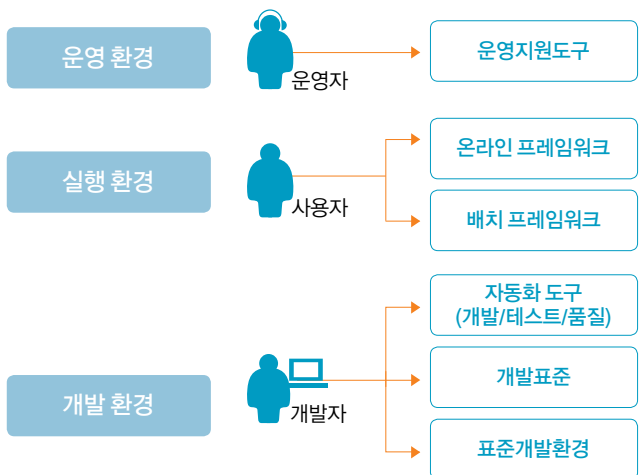 운영 환경
운영자
운영지원도구
실행 환경
사용자
온라인 프레임워크
배치 프레임워크
개발 환경
개발자
자동화 도구
(개발/테스트/품질)
개발표준
표준개발환경